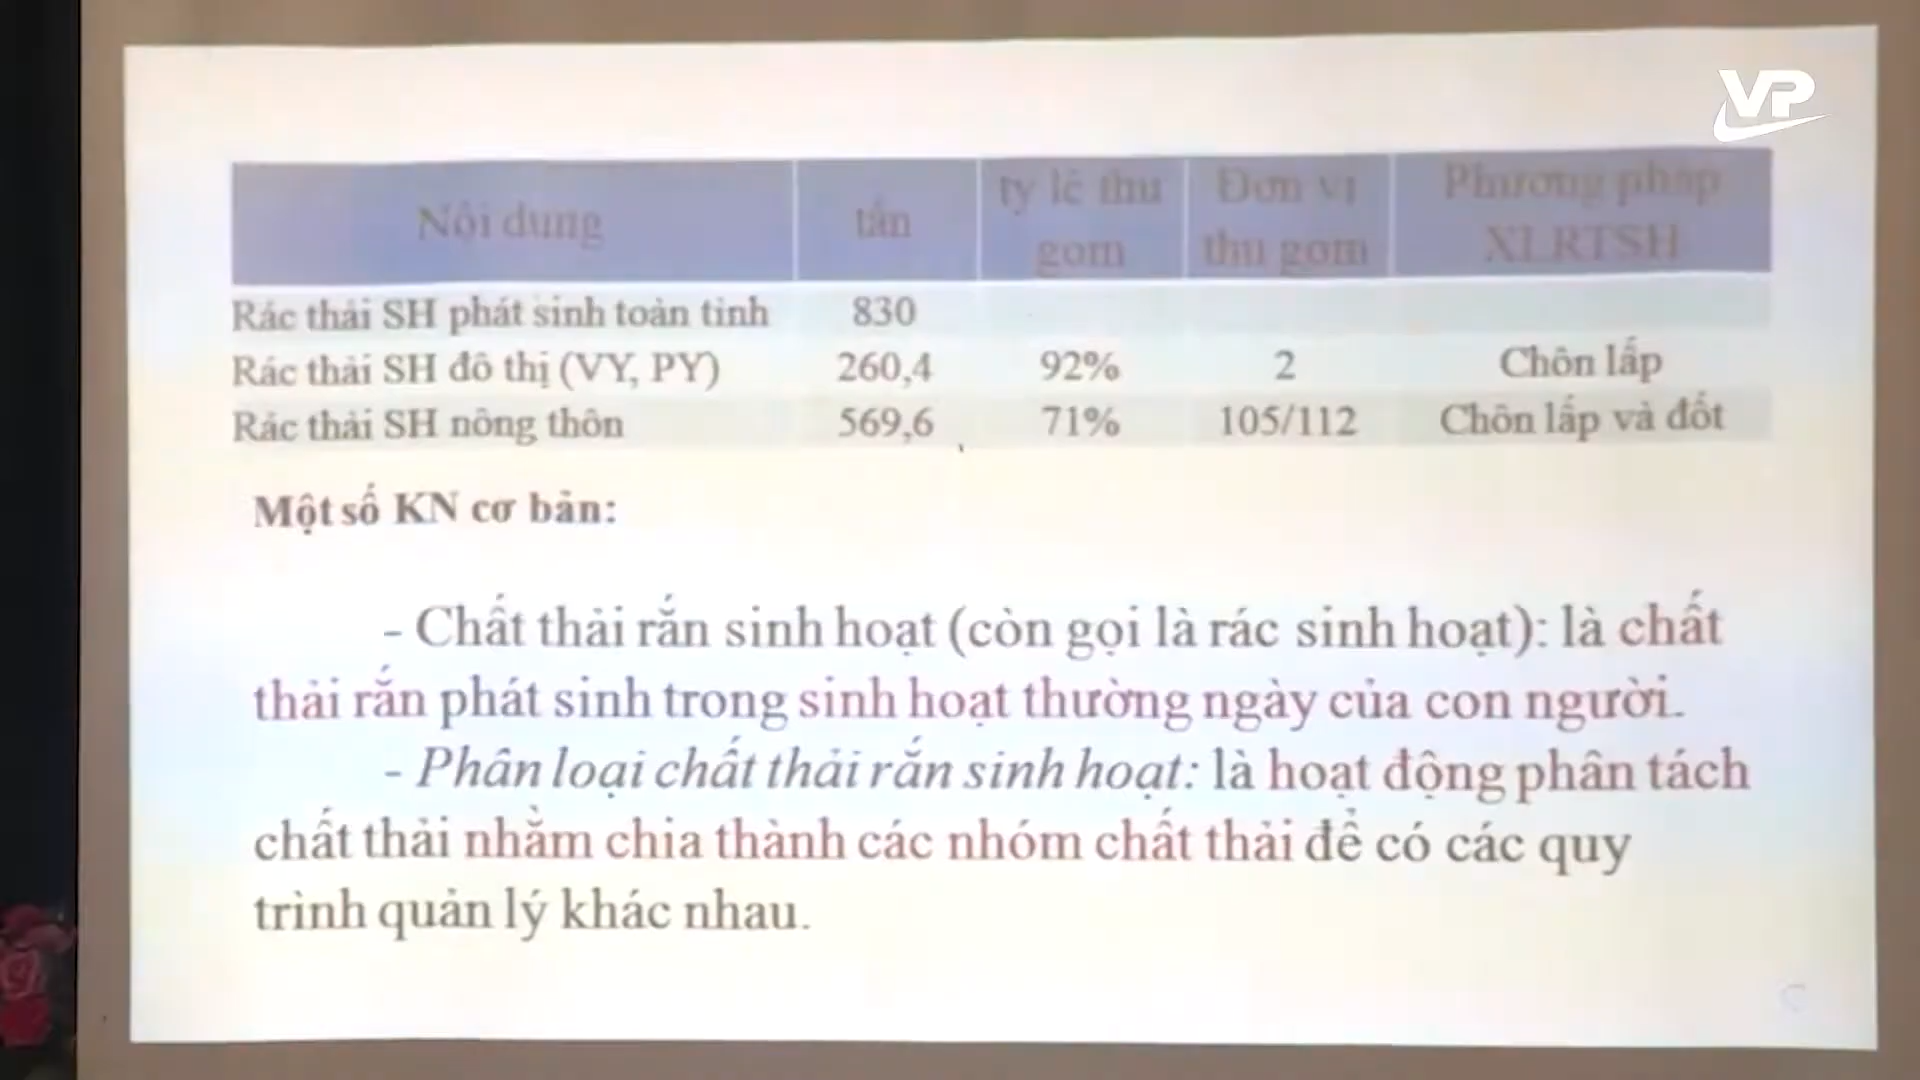 VP
Nội dung tấn tỷ lệ thu gom Đơn vị thu gom Phương pháp XLRTSH
Rác thải SH phát sinh toàn tỉnh 830
Rác thải SH đô thị (VY, PY) 260,4 92% 2 Chôn lấp
Rác thải SH nông thôn 569,6 71% 105/112 Chôn lấp và đốt
Một số KN cơ bản:
- Chất thải rắn sinh hoạt (còn gọi là rác sinh hoạt): là chất
thải rắn phát sinh trong sinh hoạt thường ngày của con người.
- Phân loại chất thải rắn sinh hoạt: là hoạt động phân tách
chất thải nhằm chia thành các nhóm chất thải để có các quy
trình quản lý khác nhau.